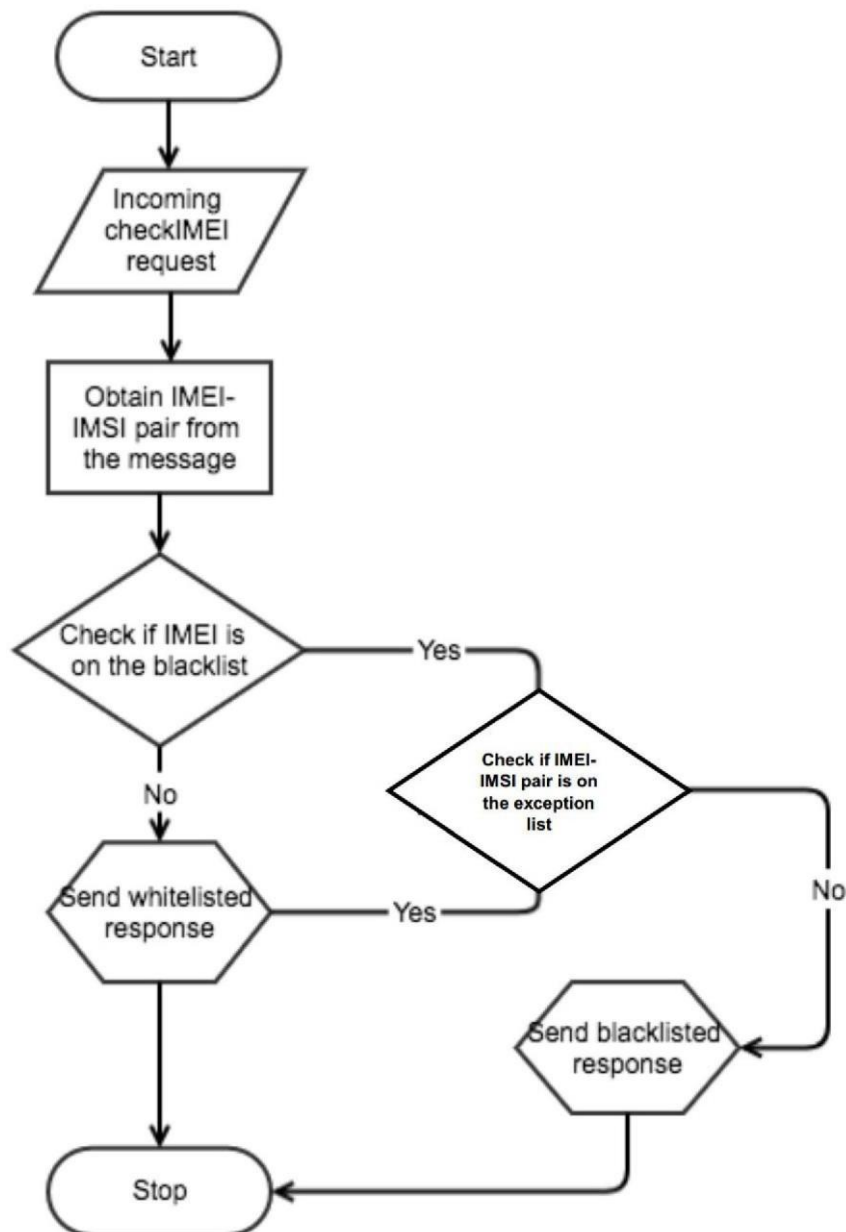 Start
Incoming
checkIMEI
request
Obtain IMEI-
IMSI pair from
the message
Check if IMEI is
on the blacklist
Yes
Check if IMEI-
IMSI pair is on
the exception
list
No
Send whitelisted
response
Yes
No
Send blacklisted
response
Stop